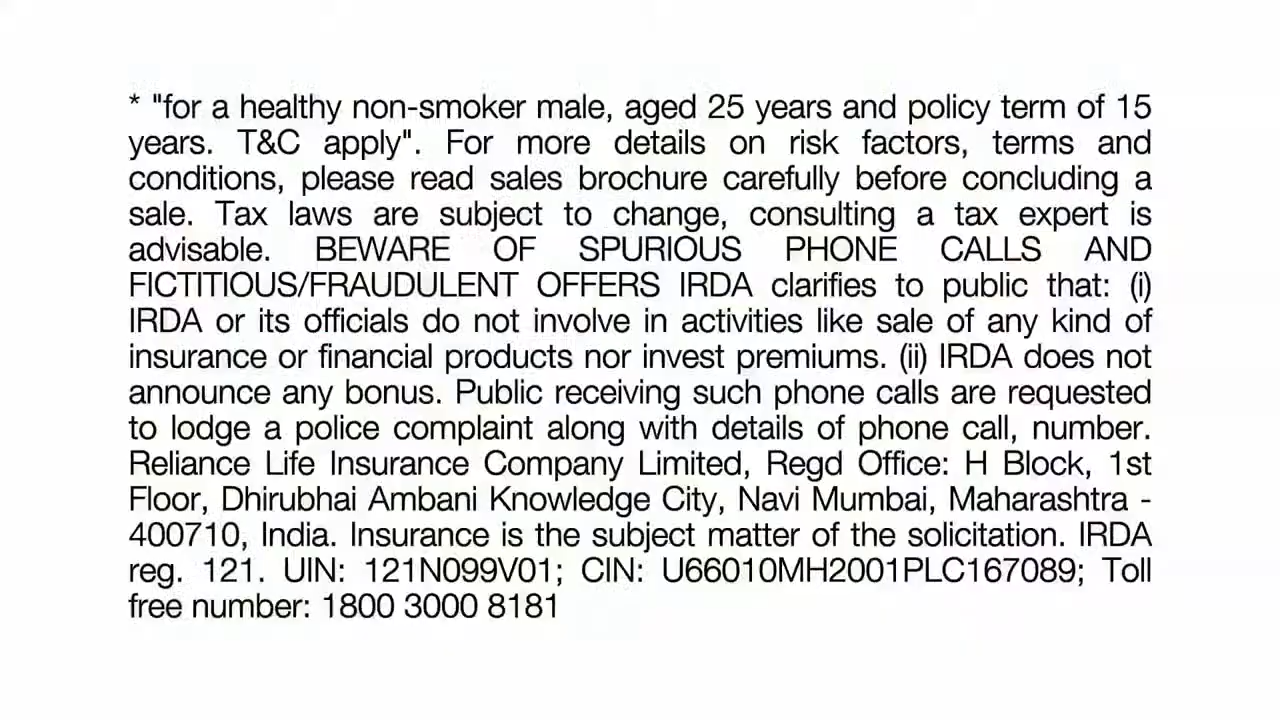 * "for a healthy non-smoker male, aged 25 years and policy term of 15
years. T&C apply". For more details on risk factors, terms and
conditions, please read sales brochure carefully before concluding a
sale. Tax laws are subject to change, consulting a tax expert is
advisable. BEWARE OF SPURIOUS PHONE CALLS AND
FICTITIOUS/FRAUDULENT OFFERS IRDA clarifies to public that: (i)
IRDA or its officials do not involve in activities like sale of any kind of
insurance or financial products nor invest premiums. (ii) IRDA does not
announce any bonus. Public receiving such phone calls are requested
to lodge a police complaint along with details of phone call, number.
Reliance Life Insurance Company Limited, Regd Office: H Block, 1st
Floor, Dhirubhai Ambani Knowledge City, Navi Mumbai, Maharashtra -
400710, India. Insurance is the subject matter of the solicitation. IRDA
reg. 121. UIN: 121N099V01; CIN: U66010MH2001PLC167089; Toll
free number: 1800 3000 8181